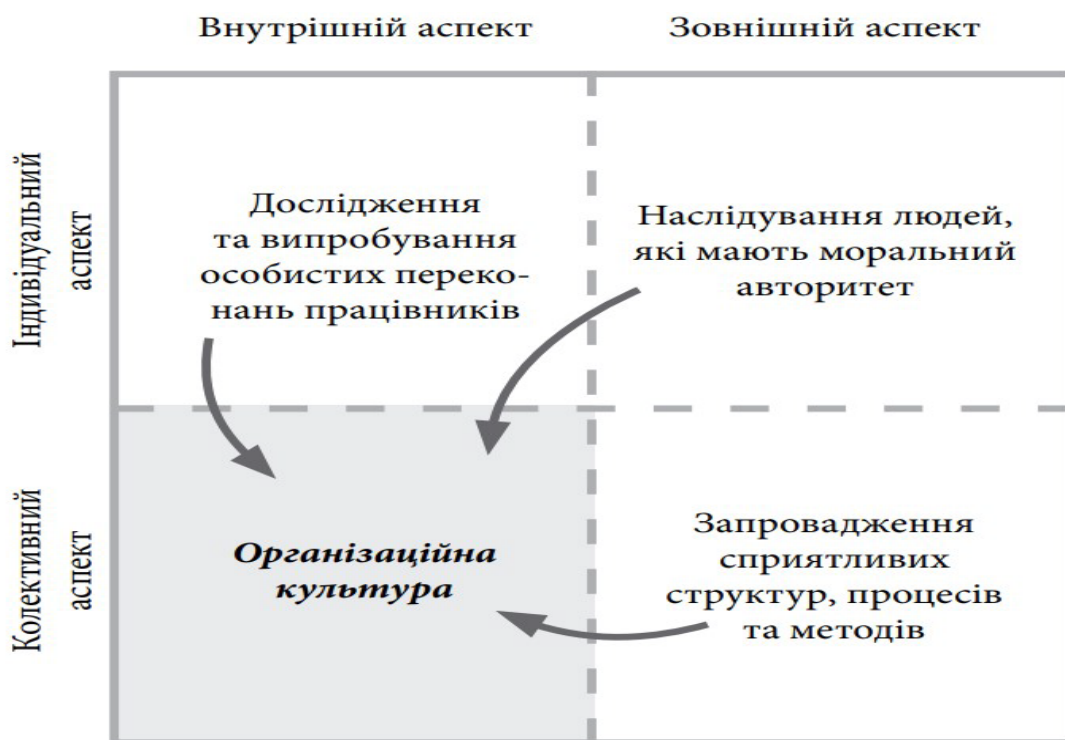 Внутрішній аспект
Зовнішній аспект
Індивідуальний
аспект
Дослідження
та випробування
особистих переко-
нань працівників
Наслідування людей,
які мають моральний
авторитет
Колективний
аспект
Організаційна
культура
Запровадження
сприятливих
структур, процесів
та методів